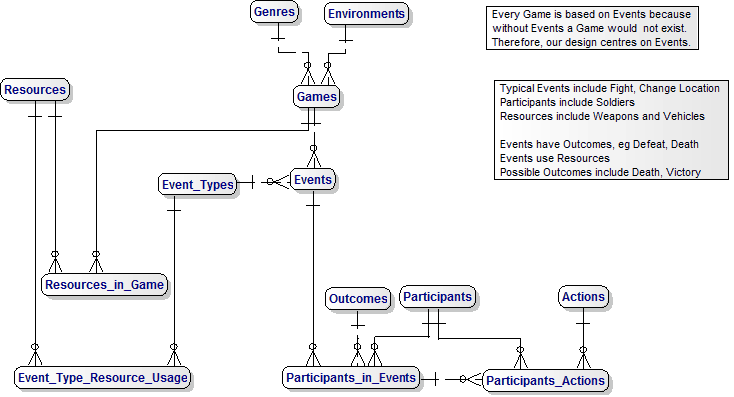 Genres
Environments
Every Game is based on Events because
without Events a Game would not exist.
Therefore, our design centres on Events.
Resources
Games
Typical Events include Fight, Change Location
Participants include Soldiers
Resources include Weapons and Vehicles
Events have Outcomes, eg Defeat, Death
Events use Resources
Possible Outcomes include Death, Victory
Event_Types
Events
Resources_in_Game
Outcomes
Participants
Actions
Event_Type_Resource_Usage
Participants_in_Events
Participants_Actions